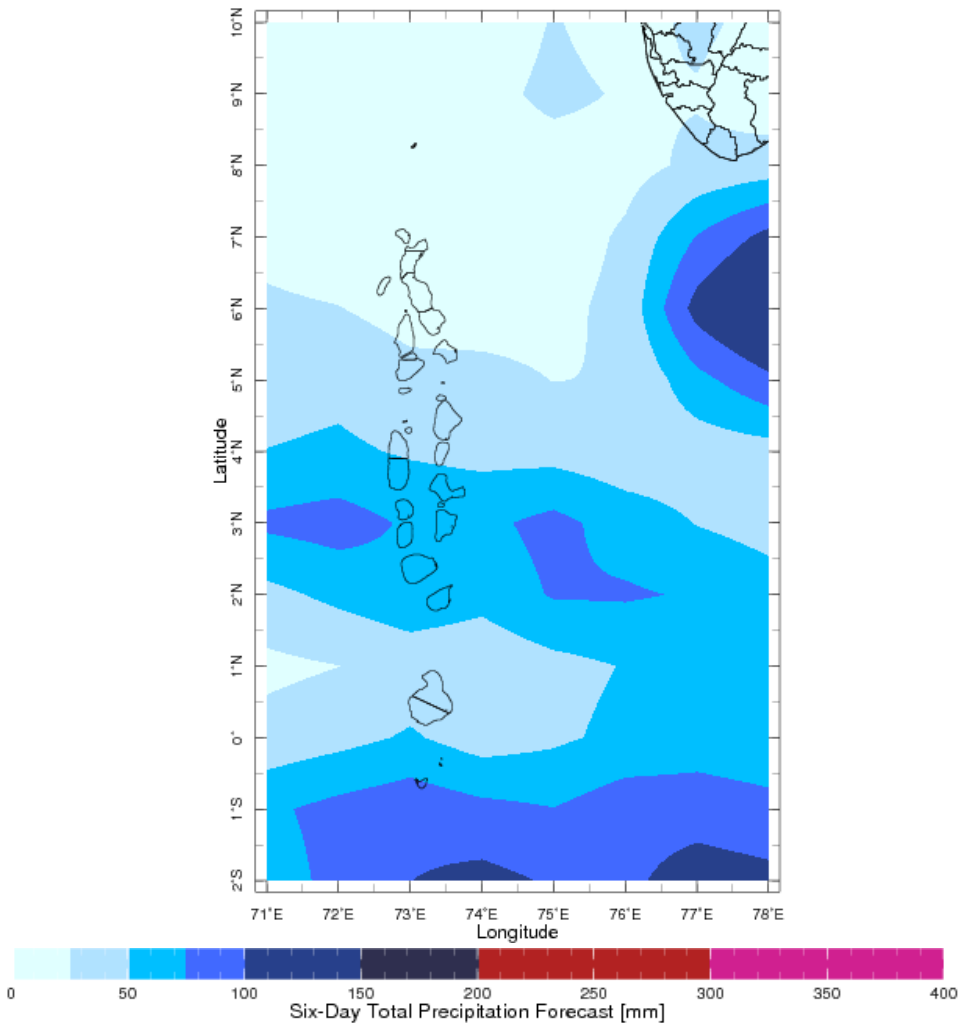 10°N
9°N
8°N
7°N
6°N
5°N
4°N
3°N
2°N
1°N
0°
1°S
2°S
Latitude
71°E 72°E 73°E 74°E 75°E 76°E 77°E 78°E
Longitude
0 50 100 150 200 250 300 350 400
Six-Day Total Precipitation Forecast [mm]